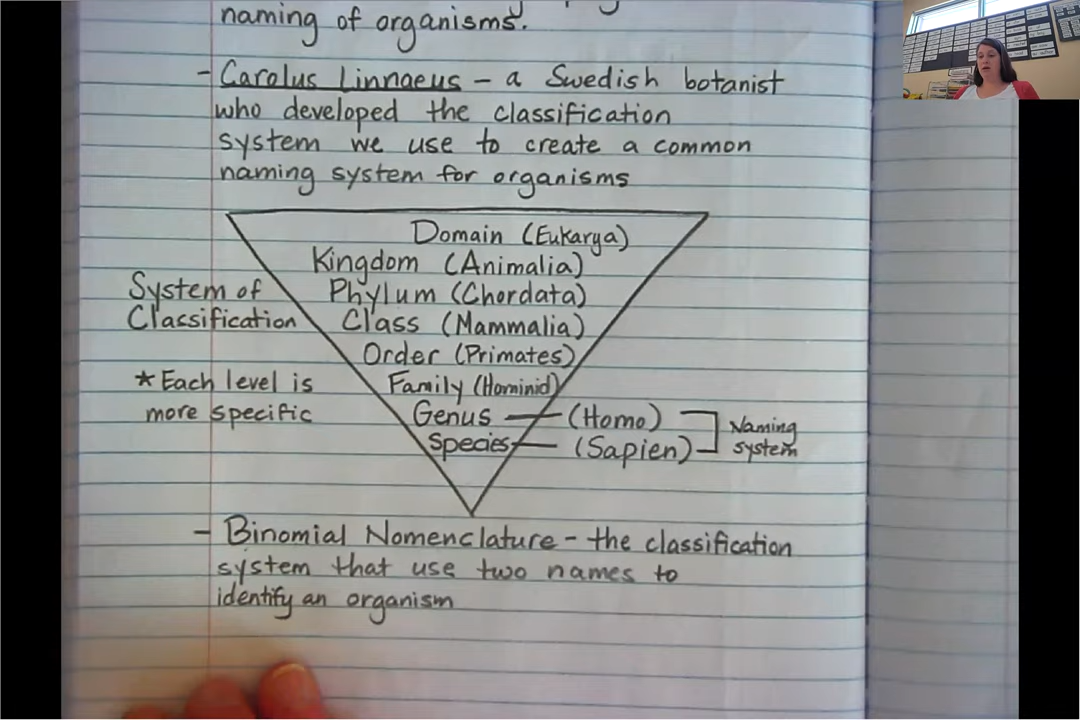 naming of organisms.
- Carolus Linnaeus - a Swedish botanist
who developed the classification
system we use to create a common
naming system for organisms
Domain (Eukarya)
Kingdom (Animalia)
Phylum (Chordata)
Class (Mammalia)
Order (Primates)
Family (Hominid)
Genus — (Homo)
Species — (Sapien)
System of
Classification
* Each level is
more specific
Naming
system
- Binomial Nomenclature - the classification
system that use two names to
identify an organism